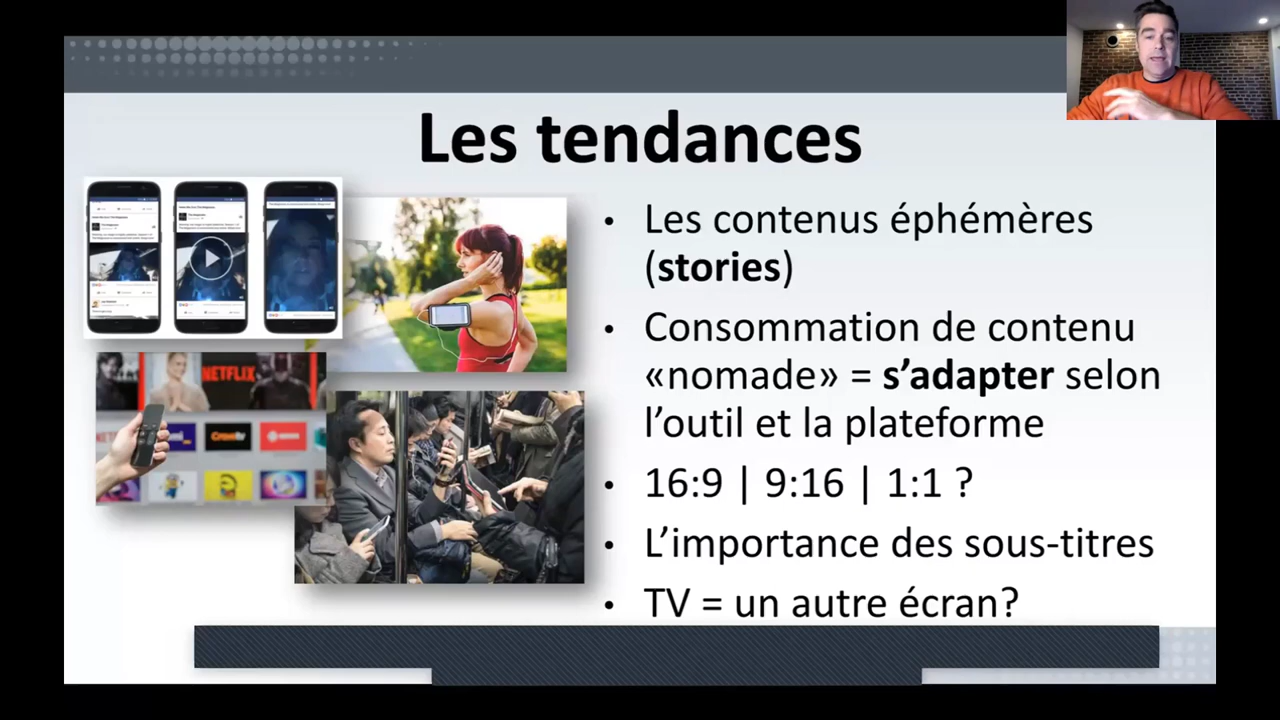 Les tendances
• Les contenus éphémères
(stories)
• Consommation de contenu
«nomade» = s’adapter selon
l’outil et la plateforme
• 16:9 | 9:16 | 1:1 ?
• L’importance des sous-titres
• TV = un autre écran?
NETFLIX